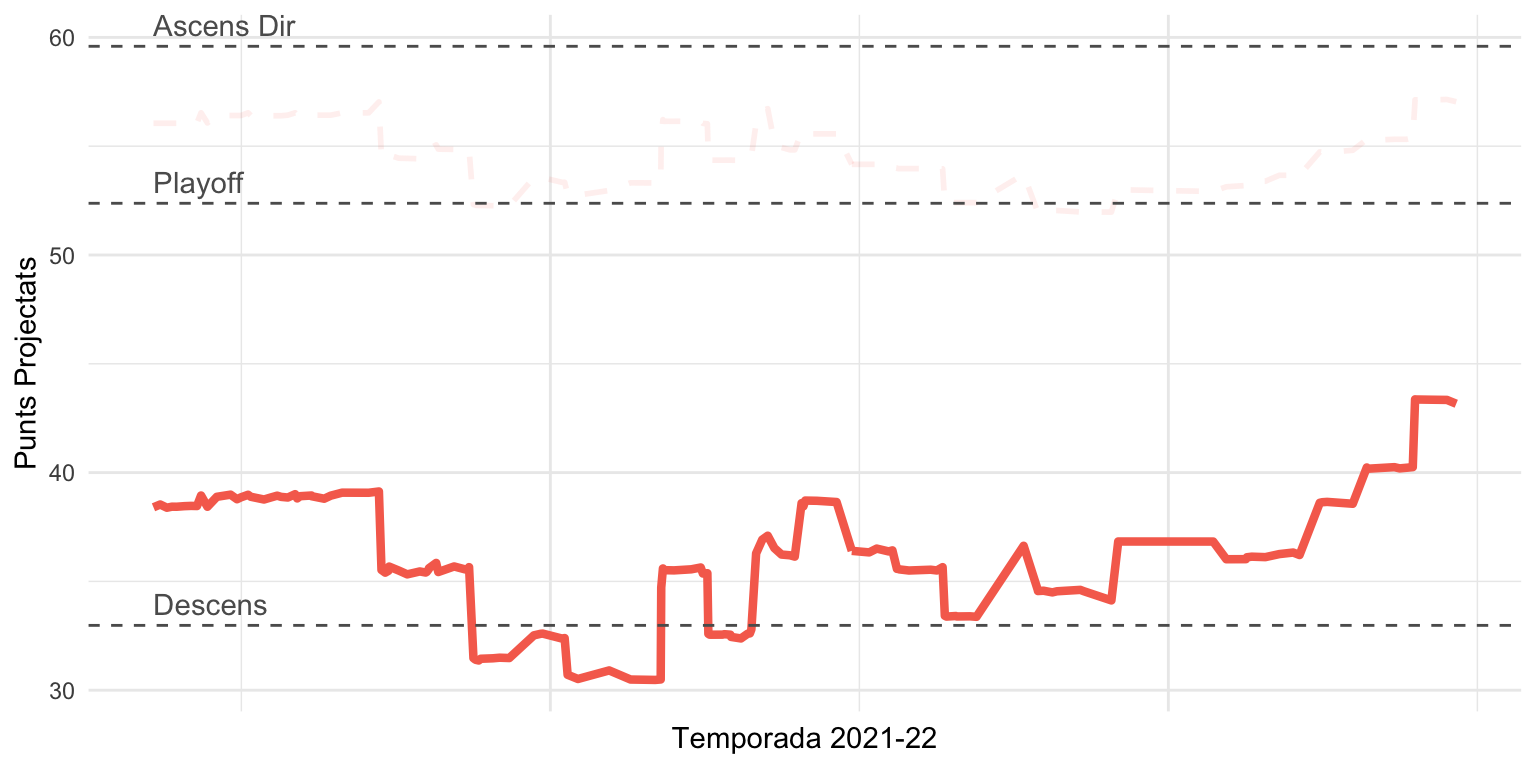 60
Ascens Dir
Playoff
50
40
Descens
30
Punts Projectats
Temporada 2021-22